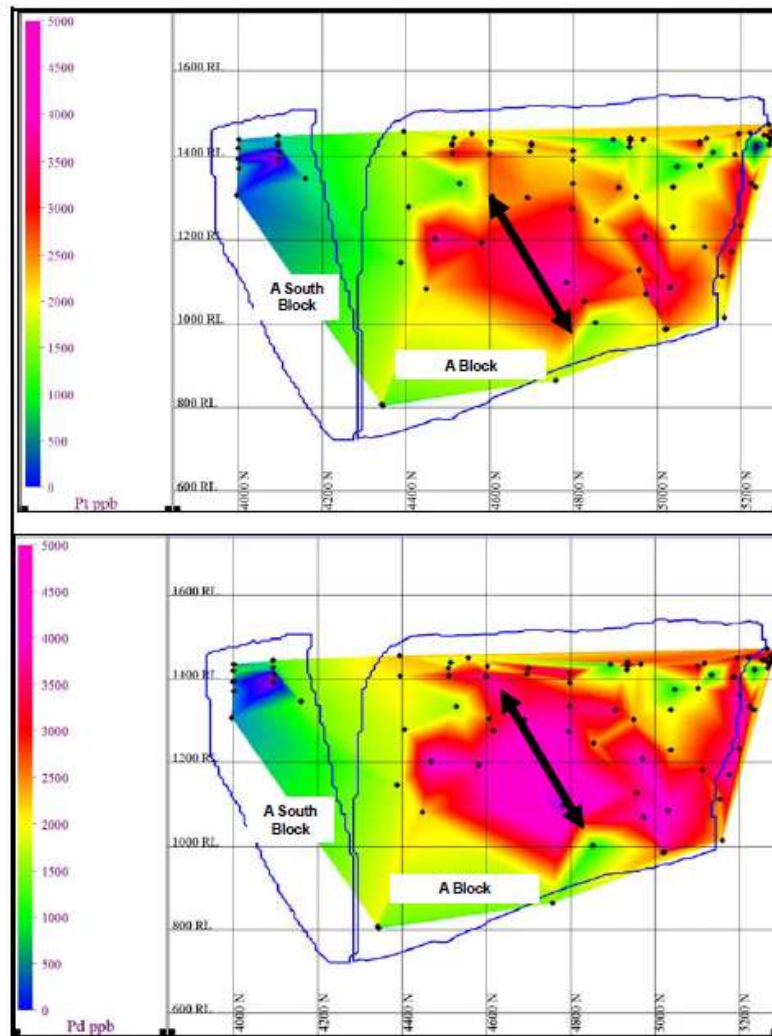 5000
4500
4000
3500
3000
2500
2000
1500
1000
500
0
Pt ppb
1600 RL
1400 RL
1200 RL
1000 RL
800 RL
600 RL
4000 N
4200 N
4400 N
4600 N
4800 N
5000 N
5200 N
A South
Block
A Block
5000
4500
4000
3500
3000
2500
2000
1500
1000
500
0
Pd ppb
1600 RL
1400 RL
1200 RL
1000 RL
800 RL
600 RL
4000 N
4200 N
4400 N
4600 N
4800 N
5000 N
5200 N
A South
Block
A Block